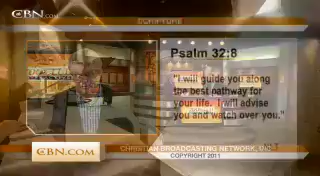 CBN.COM
SCRIPTURE
Psalm 32:8
"I will guide you along
the best pathway for
your life. I will advise
you and watch over you."
CBN.COM
CHRISTIAN BROADCASTING NETWORK, INC
COPYRIGHT 2011